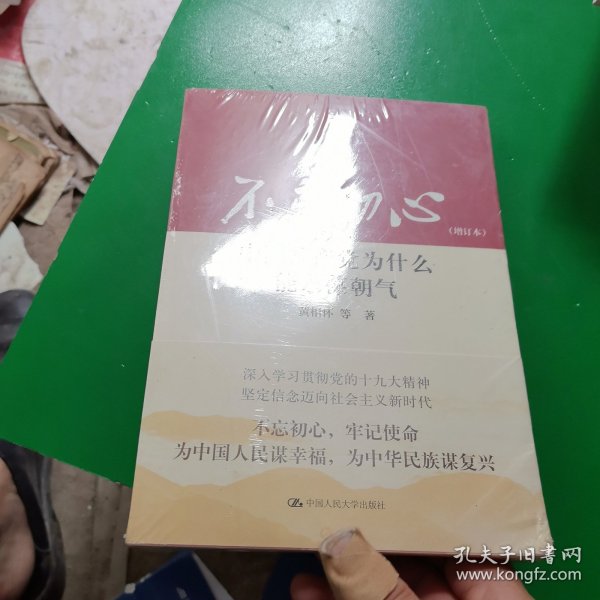 不忘初心
(增订本)
党为什么
朝气
黄相怀 等 著
深入学习贯彻党的十九大精神
坚定信念迈向社会主义新时代
不忘初心，牢记使命
为中国人民谋幸福，为中华民族谋复兴
中国人民大学出版社
孔夫子旧书网
www.kongfz.com